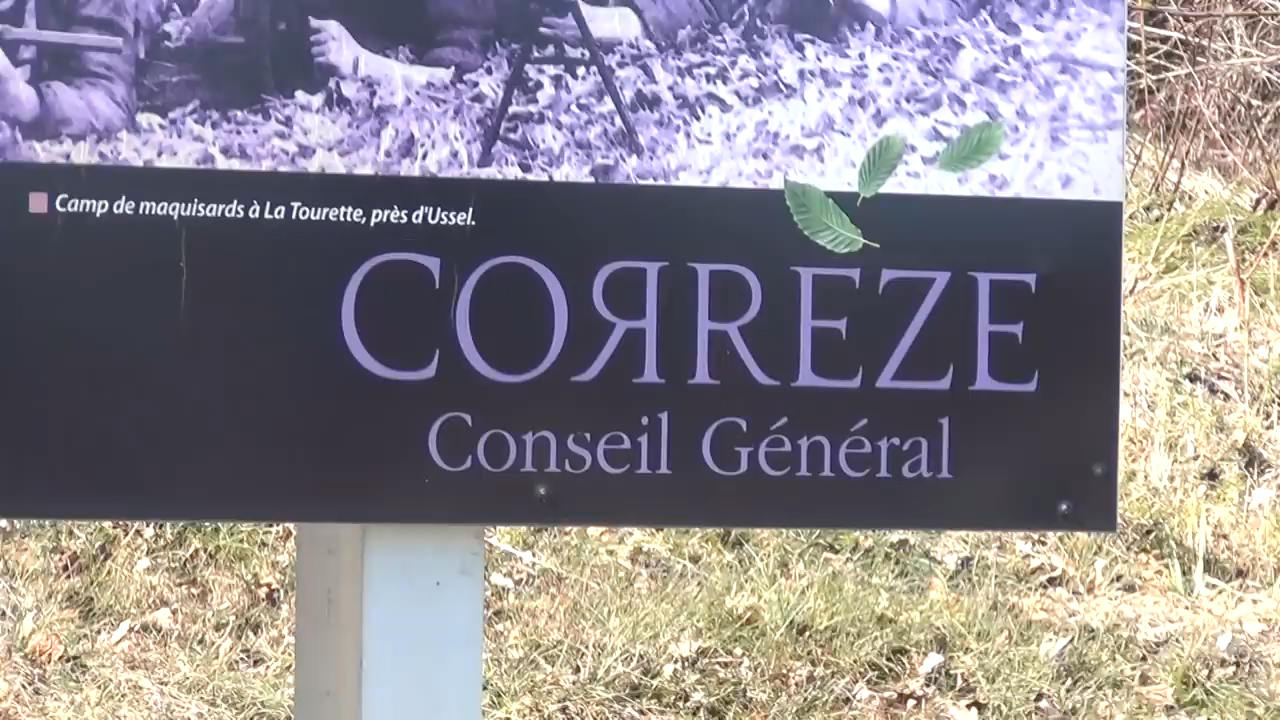 Camp de maquisards à La Tourette, près d'Ussel.
CORREZE
Conseil Général